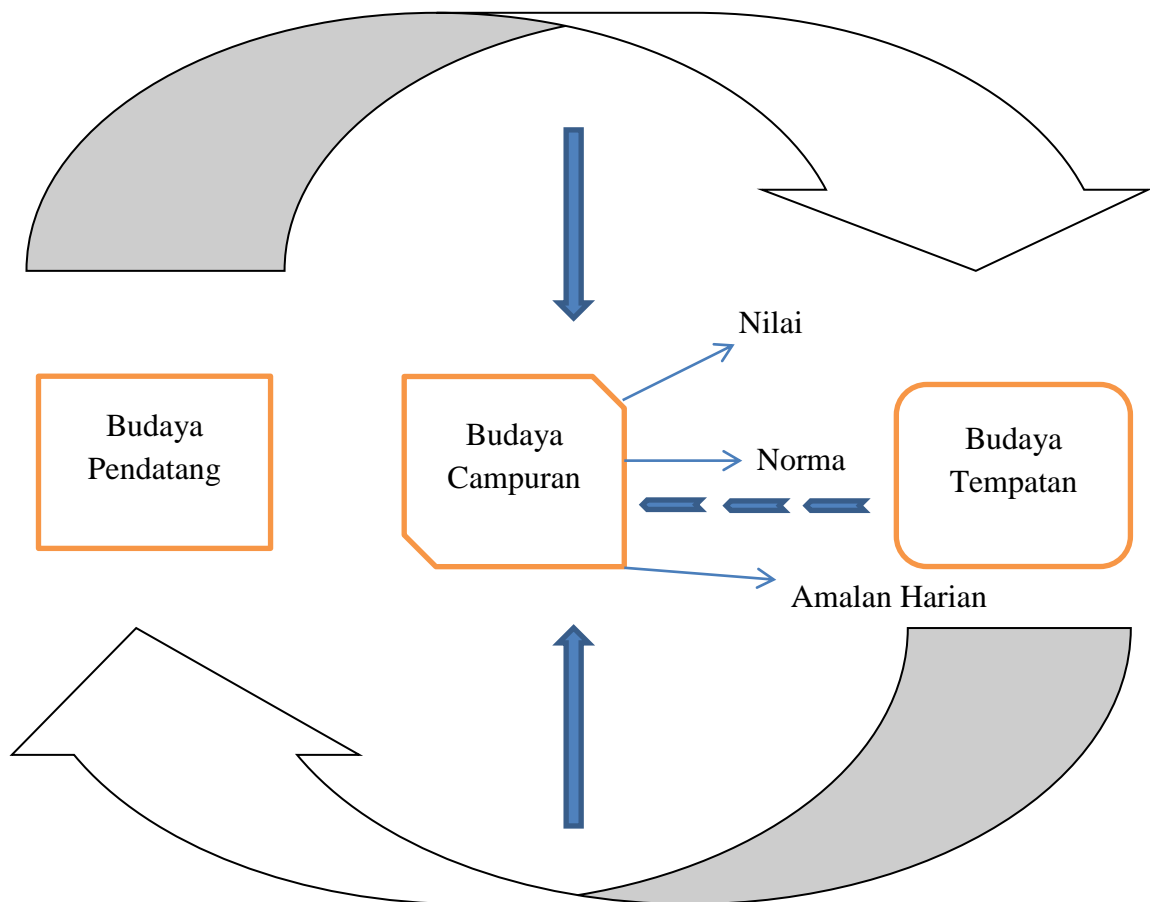 Nilai
Budaya
Pendatang
Budaya
Campuran
Norma
Budaya
Tempatan
Amalan Harian